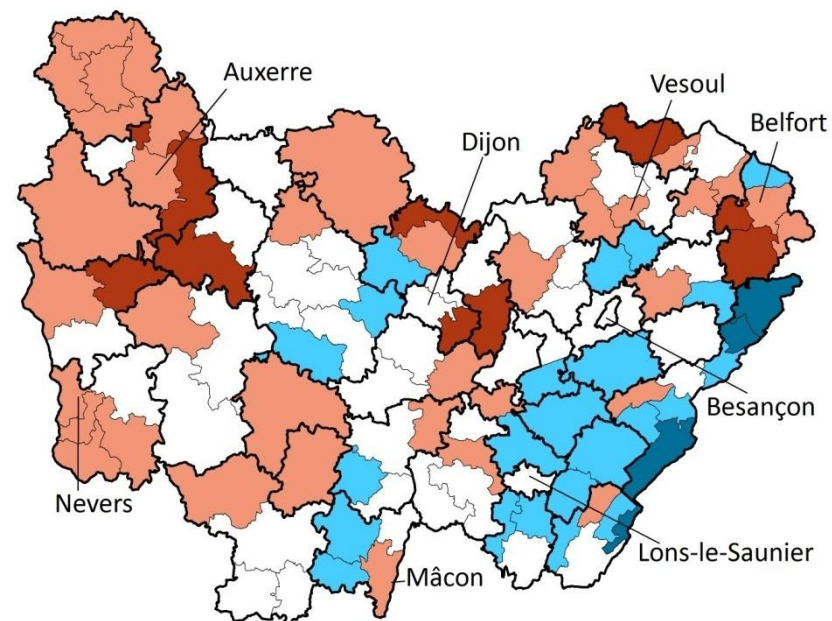 Auxerre
Vesoul
Belfort
Dijon
Besançon
Nevers
Lons-le-Saunier
Mâcon